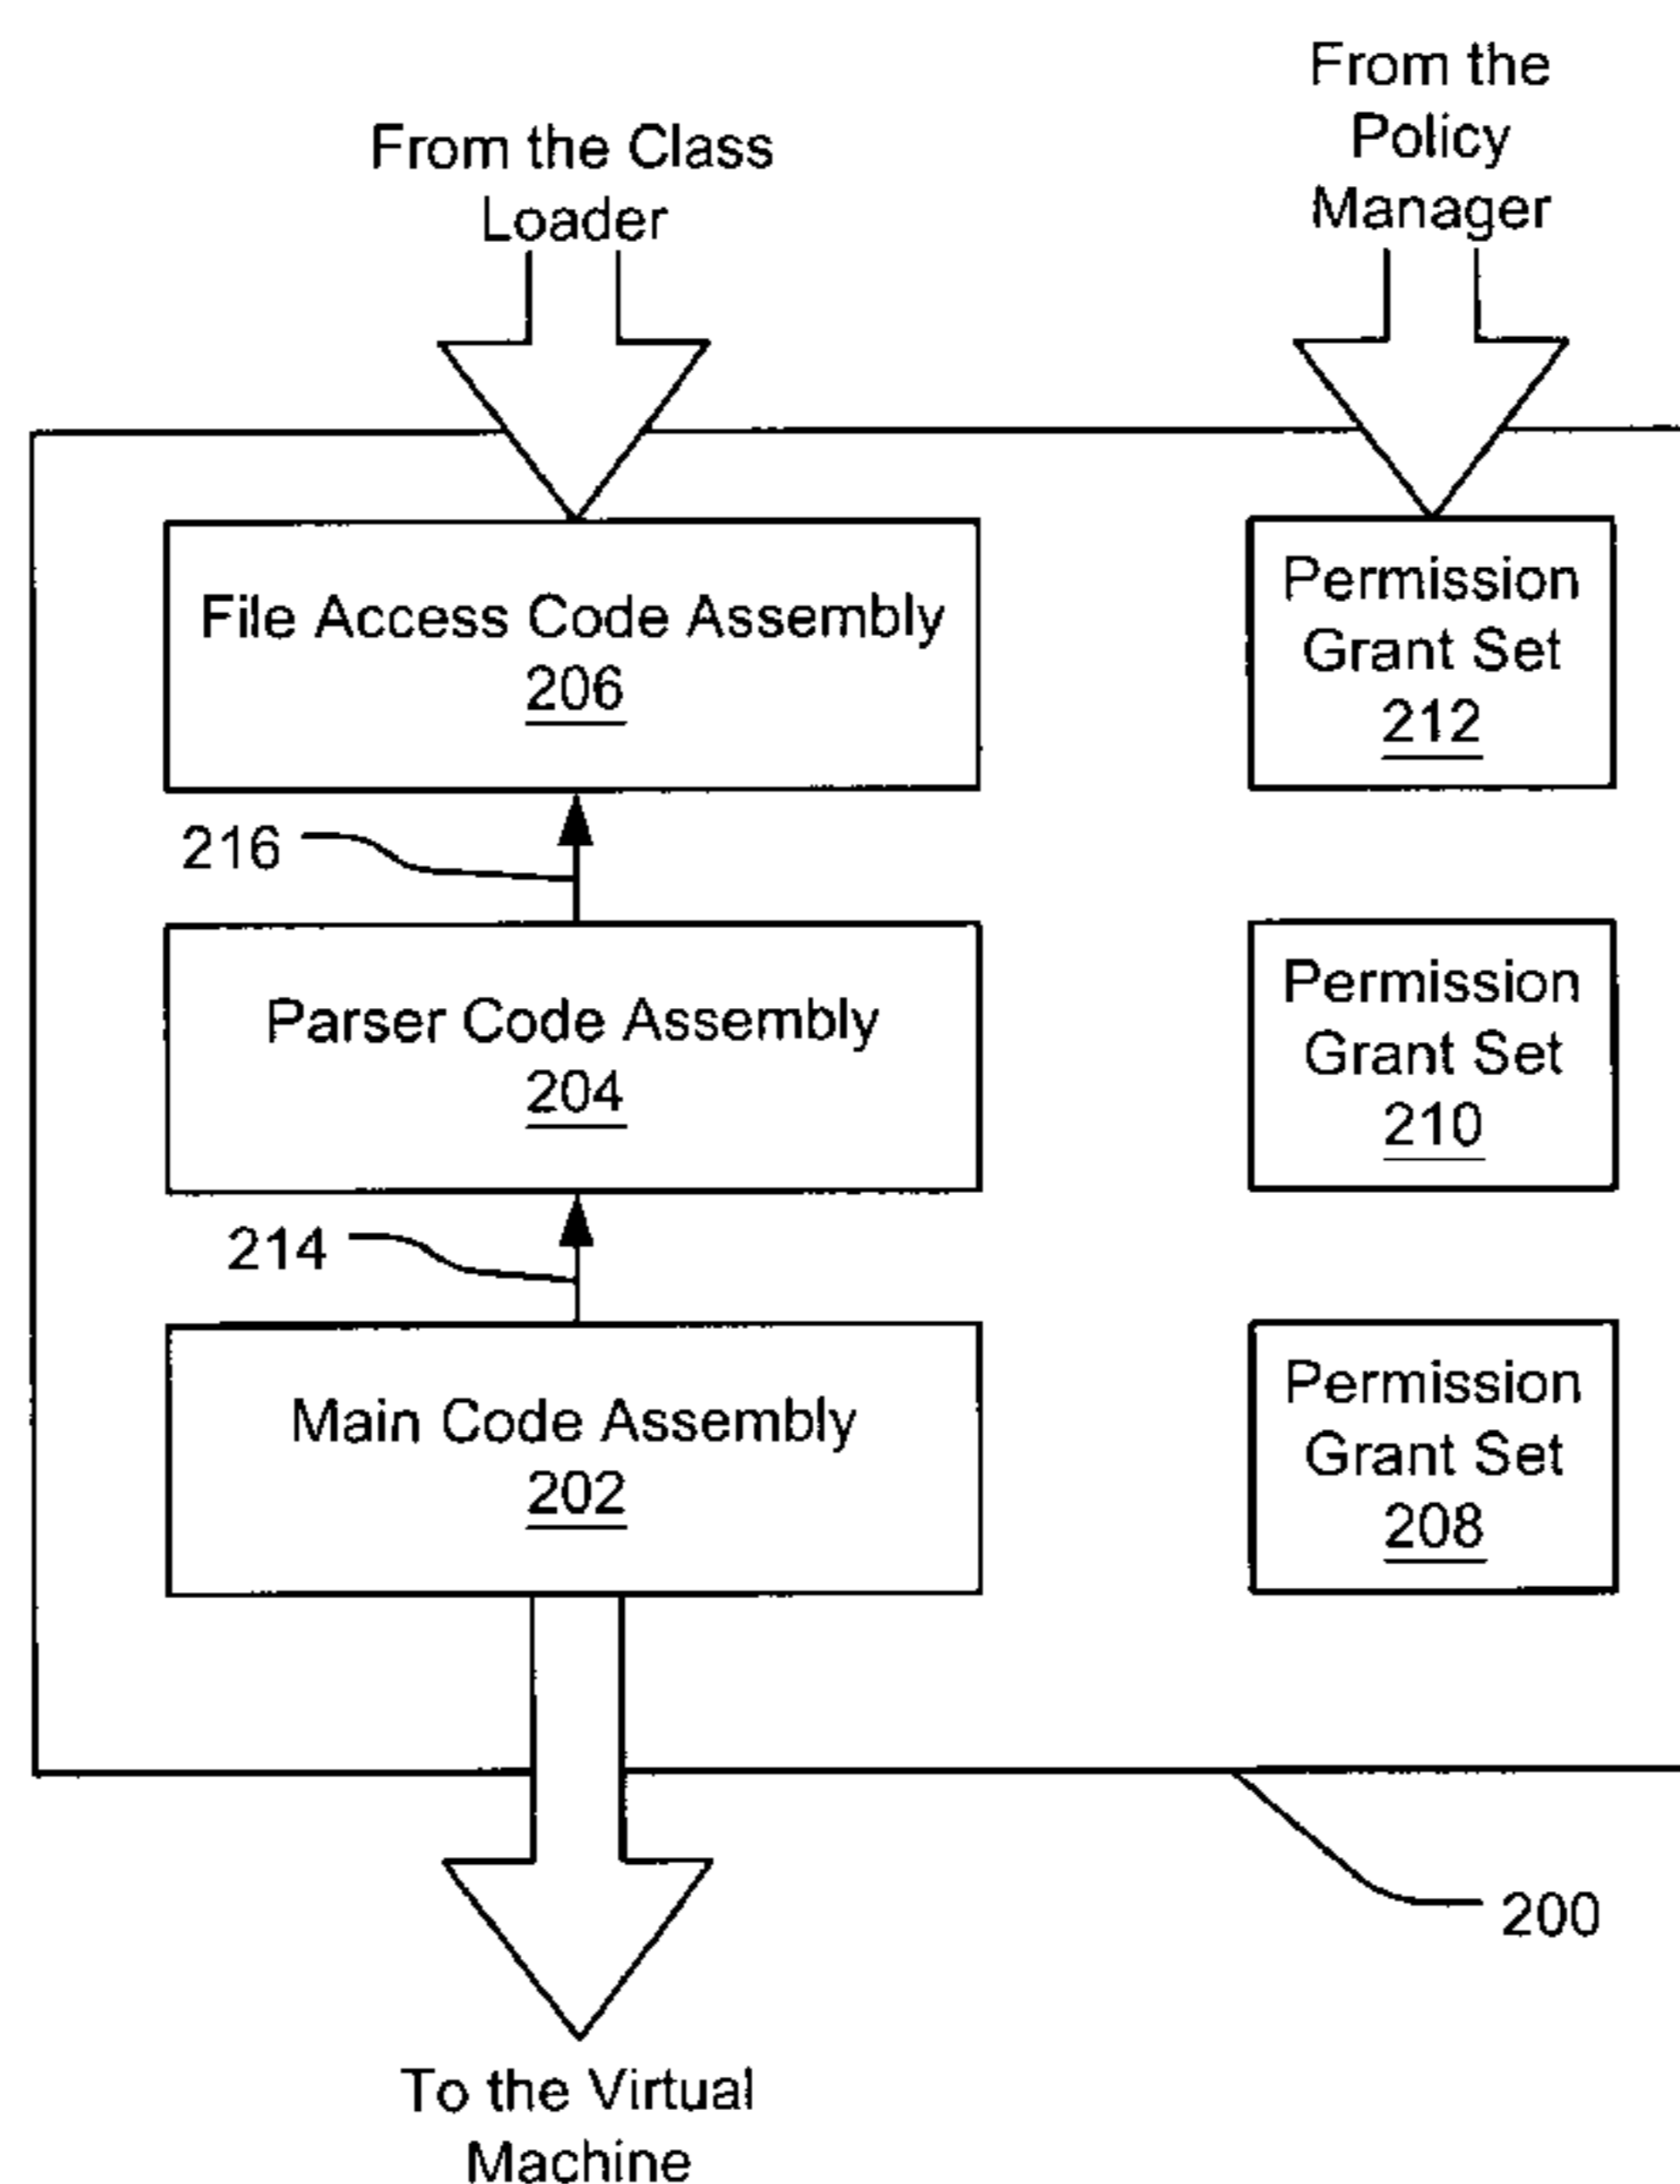 From the Class
Loader
From the
Policy
Manager
File Access Code Assembly
206
Permission
Grant Set
212
216
Parser Code Assembly
204
Permission
Grant Set
210
214
Main Code Assembly
202
Permission
Grant Set
208
200
To the Virtual
Machine